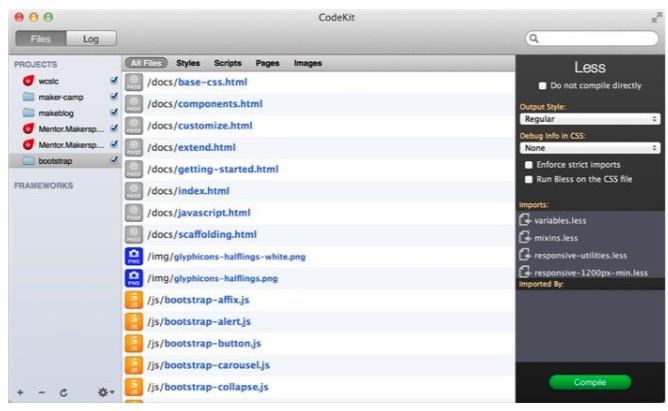 CodeKit
Files Log
PROJECTS
wcslc
maker-camp
makeblog
Mentor.Makersp...
Mentor.Makersp...
bootstrap
FRAMEWORKS
All Files Styles Scripts Pages Images
PAGE /docs/base-css.html
PAGE /docs/components.html
PAGE /docs/customize.html
PAGE /docs/extend.html
PAGE /docs/getting-started.html
PAGE /docs/index.html
PAGE /docs/javascript.html
PAGE /docs/scaffolding.html
PNG /img/glyphicons-halflings-white.png
PNG /img/glyphicons-halflings.png
JS /js/bootstrap-affix.js
JS /js/bootstrap-alert.js
JS /js/bootstrap-button.js
JS /js/bootstrap-carousel.js
JS /js/bootstrap-collapse.js
Less
Do not compile directly
Output Style:
Regular
Debug Info in CSS:
None
Enforce strict imports
Run Bless on the CSS file
Imports:
variables.less
mixins.less
responsive-utilities.less
responsive-1200px-min.less
Imported By:
Compile